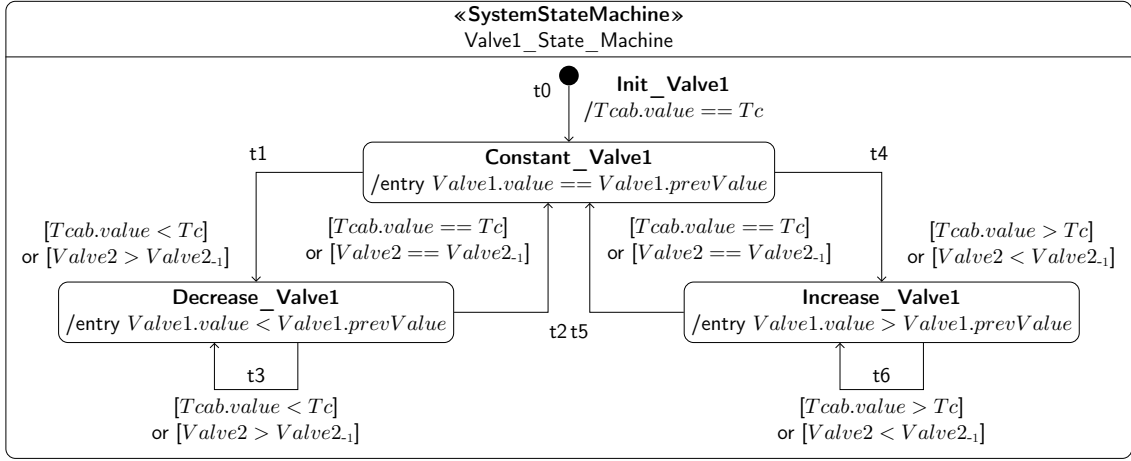 «SystemStateMachine»
Valve1_State_Machine
t0
Init_Valve1
/Tcab.value == Tc
t1
Constant_Valve1
/entry Valve1.value == Valve1.prevValue
t4
[Tcab.value < Tc]
or [Valve2 > Valve2-1]
[Tcab.value == Tc]
or [Valve2 == Valve2-1]
[Tcab.value == Tc]
or [Valve2 == Valve2-1]
[Tcab.value > Tc]
or [Valve2 < Valve2-1]
Decrease_Valve1
/entry Valve1.value < Valve1.prevValue
t2 t5
Increase_Valve1
/entry Valve1.value > Valve1.prevValue
t3
[Tcab.value < Tc]
or [Valve2 > Valve2-1]
t6
[Tcab.value > Tc]
or [Valve2 < Valve2-1]